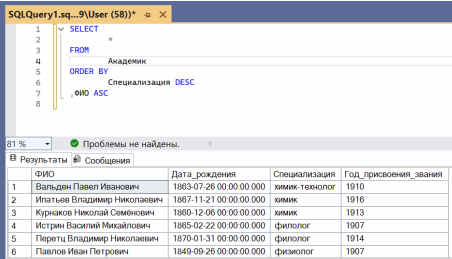 SQLQuery1.sq...9\User (58))*
1 SELECT
2 *
3 FROM
4 Академик
5 ORDER BY
6 Специализация DESC
7 ,ФИО ASC
8
81 % Проблемы не найдены.
Результаты Сообщения
ФИО Дата_рождения Специализация Год_присвоения_звания
1 Вальден Павел Иванович 1863-07-26 00:00:00.000 химик-технолог 1910
2 Ипатьев Владимир Николаевич 1867-11-21 00:00:00.000 химик 1916
3 Курнаков Николай Семёнович 1860-12-06 00:00:00.000 химик 1913
4 Истрин Василий Михайлович 1865-02-22 00:00:00.000 филолог 1907
5 Перетц Владимир Николаевич 1870-01-31 00:00:00.000 филолог 1914
6 Павлов Иван Петрович 1849-09-26 00:00:00.000 физиолог 1907